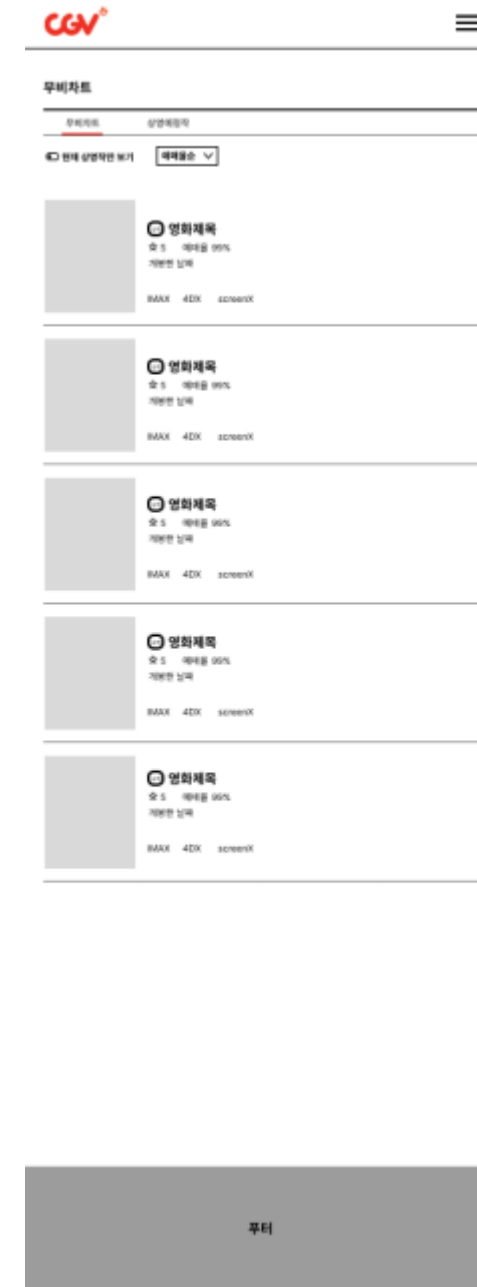 CGV
무비차트
무비차트 상영예정작
현재 상영작만 보기 예매율순
영화제목
5 예매율 99%
개봉한 날짜
IMAX 4DX screenX
영화제목
5 예매율 99%
개봉한 날짜
IMAX 4DX screenX
영화제목
5 예매율 99%
개봉한 날짜
IMAX 4DX screenX
영화제목
5 예매율 99%
개봉한 날짜
IMAX 4DX screenX
영화제목
5 예매율 99%
개봉한 날짜
IMAX 4DX screenX
푸터